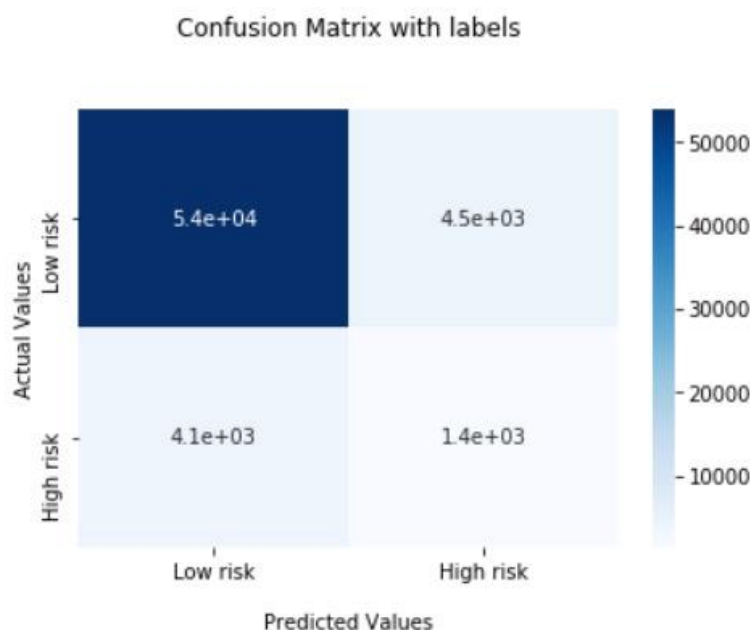 Confusion Matrix with labels
Actual Values
Low risk
High risk
5.4e+04
4.5e+03
4.1e+03
1.4e+03
Low risk
High risk
Predicted Values
50000
40000
30000
20000
10000